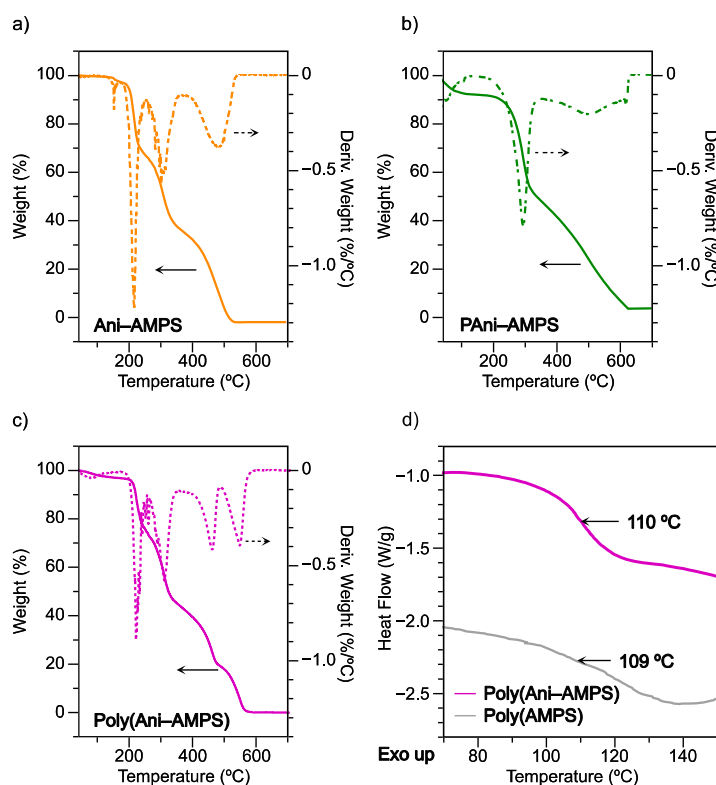 a)
100
80
60
40
20
0
Weight (%)
0
−0.5
−1.0
Deriv. Weight (%/ºC)
Ani–AMPS
200 400 600
Temperature (ºC)
b)
100
80
60
40
20
0
Weight (%)
0
−0.5
−1.0
Deriv. Weight (%/ºC)
PAni–AMPS
200 400 600
Temperature (ºC)
c)
100
80
60
40
20
0
Weight (%)
0
−0.5
−1.0
Deriv. Weight (%/ºC)
Poly(Ani–AMPS)
200 400 600
Temperature (ºC)
d)
−1.0
−1.5
−2.0
−2.5
Heat Flow (W/g)
110 ºC
109 ºC
Poly(Ani–AMPS)
Poly(AMPS)
Exo up
80 100 120 140
Temperature (ºC)